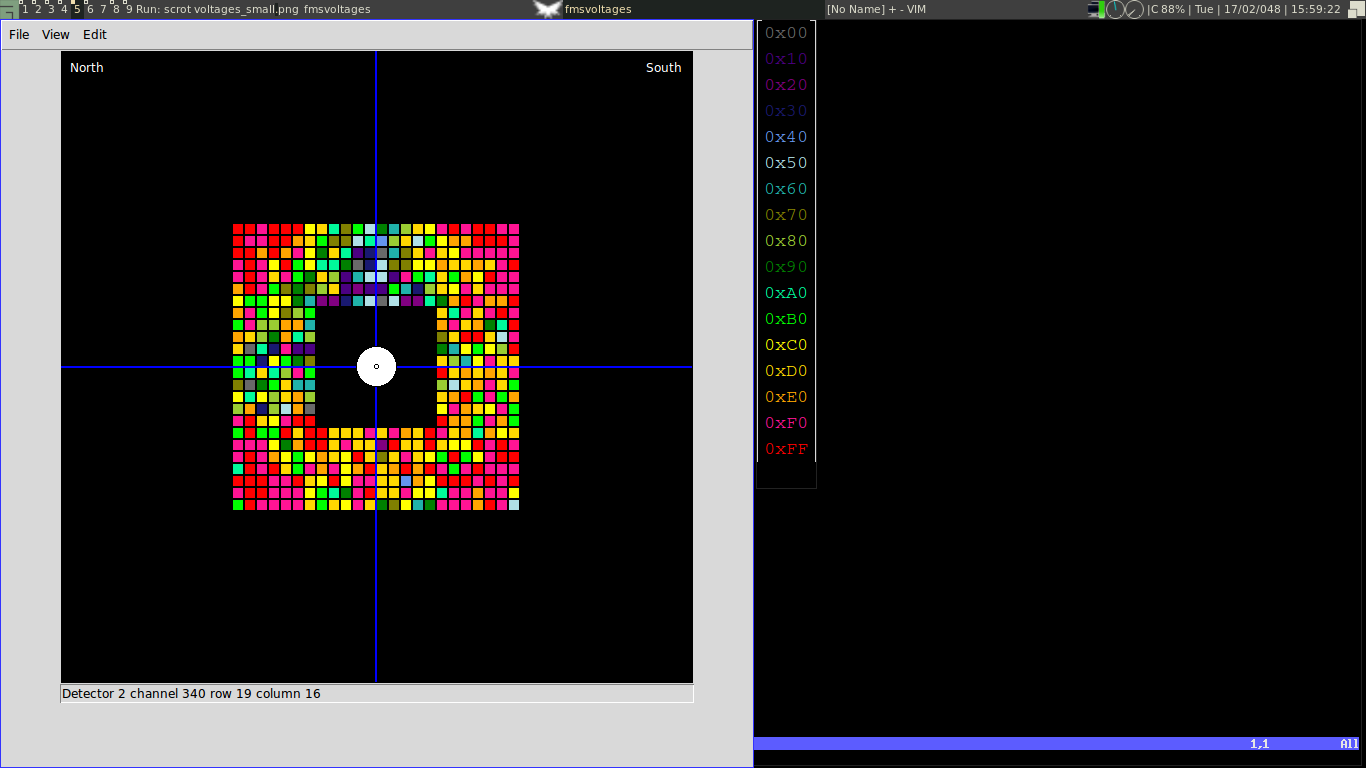 1 2 3 4 5 6 7 8 9 Run: scrot voltages_small.png fmsvoltages fmsvoltages [No Name] + - VIM |C 88% | Tue | 17/02/048 | 15:59:22
File View Edit
North South
0x00
0x10
0x20
0x30
0x40
0x50
0x60
0x70
0x80
0x90
0xA0
0xB0
0xC0
0xD0
0xE0
0xF0
0xFF
Detector 2 channel 340 row 19 column 16
1,1 All